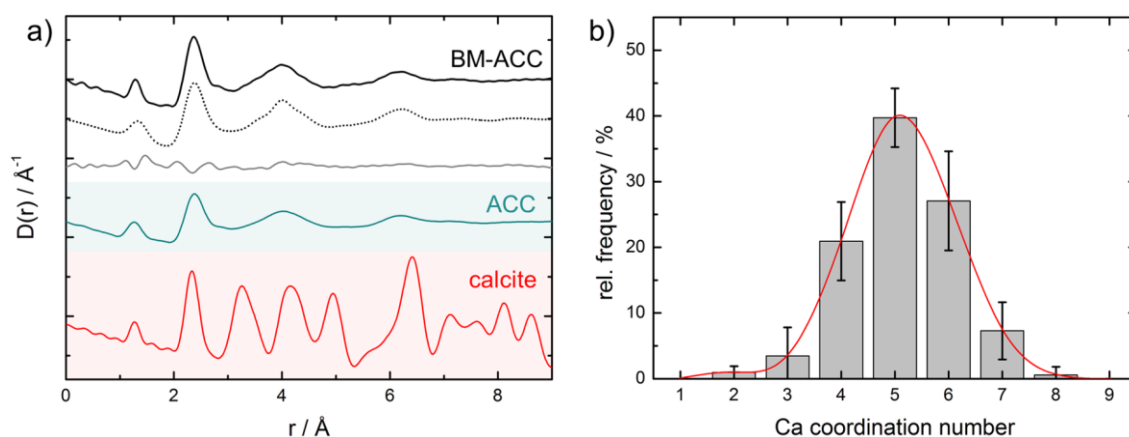 a)
BM-ACC
ACC
calcite
D(r) / Å⁻¹
0 2 4 6 8
r / Å
b)
50
40
30
20
10
0
rel. frequency / %
1 2 3 4 5 6 7 8 9
Ca coordination number